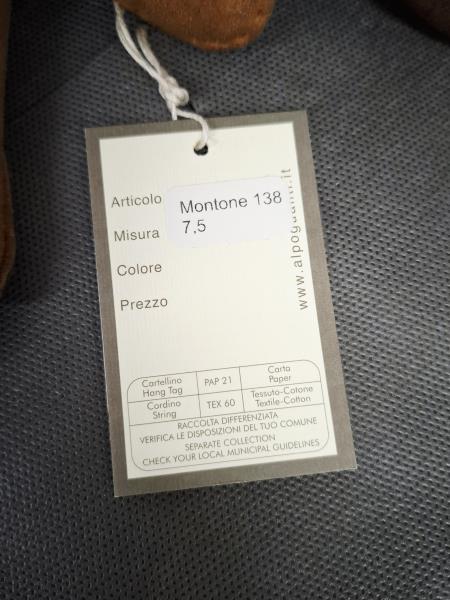 Articolo
Montone 138
7,5
Misura
Colore
Prezzo
www.alpoguanti.it
Cartellino
Hang Tag
PAP 21
Carta
Paper
Cordino
String
TEX 60
Tessuto-Cotone
Textile-Cotton
RACCOLTA DIFFERENZIATA
VERIFICA LE DISPOSIZIONI DEL TUO COMUNE
SEPARATE COLLECTION
CHECK YOUR LOCAL MUNICIPAL GUIDELINES